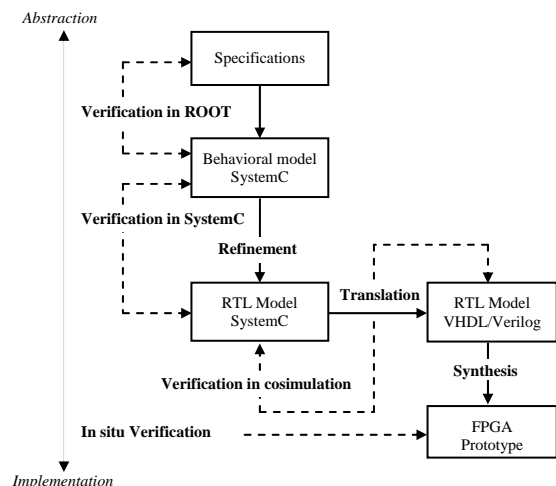 Abstraction
Specifications
Verification in ROOT
Behavioral model
SystemC
Verification in SystemC
Refinement
RTL Model
SystemC
Translation
RTL Model
VHDL/Verilog
Verification in cosimulation
Synthesis
In situ Verification
FPGA
Prototype
Implementation